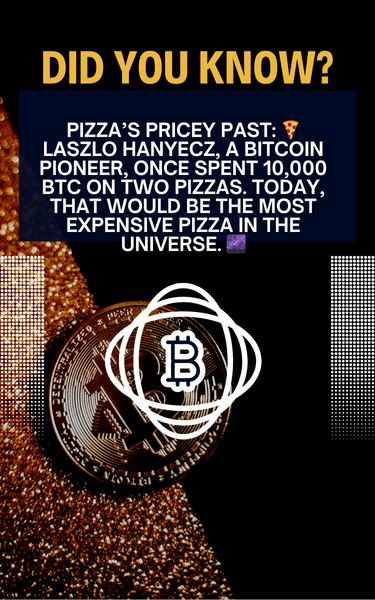 DID YOU KNOW?
PIZZA'S PRICEY PAST: 🍕
LASZLO HANYECZ, A BITCOIN
PIONEER, ONCE SPENT 10,000
BTC ON TWO PIZZAS. TODAY,
THAT WOULD BE THE MOST
EXPENSIVE PIZZA IN THE
UNIVERSE. 🌌